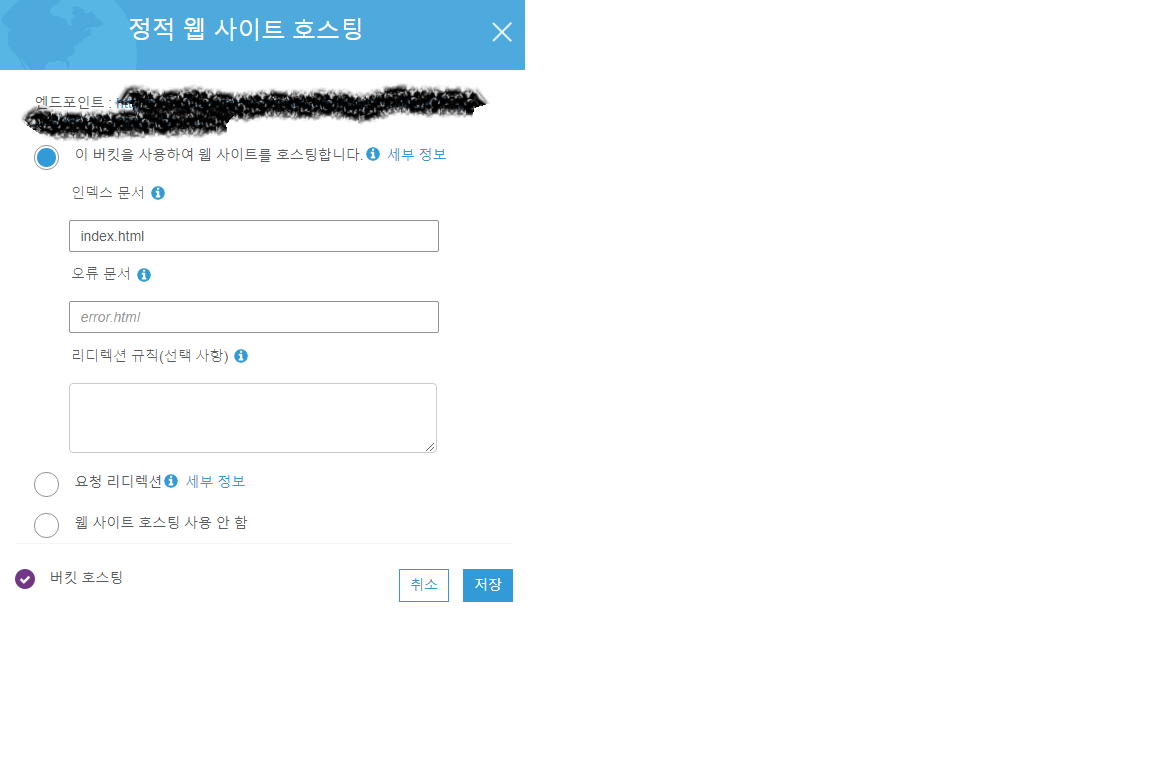 정적 웹 사이트 호스팅
엔드포인트 :
이 버킷을 사용하여 웹 사이트를 호스팅합니다. 세부 정보
인덱스 문서
index.html
오류 문서
error.html
리디렉션 규칙(선택 사항)
요청 리디렉션 세부 정보
웹 사이트 호스팅 사용 안 함
버킷 호스팅
취소 저장